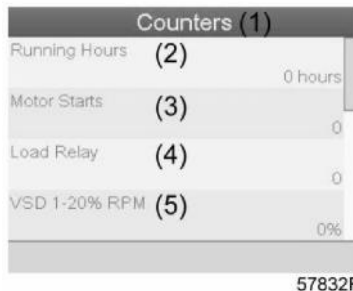 Counters (1)
Running Hours (2)
0 hours
Motor Starts (3)
0
Load Relay (4)
0
VSD 1-20% RPM (5)
0%
57832F